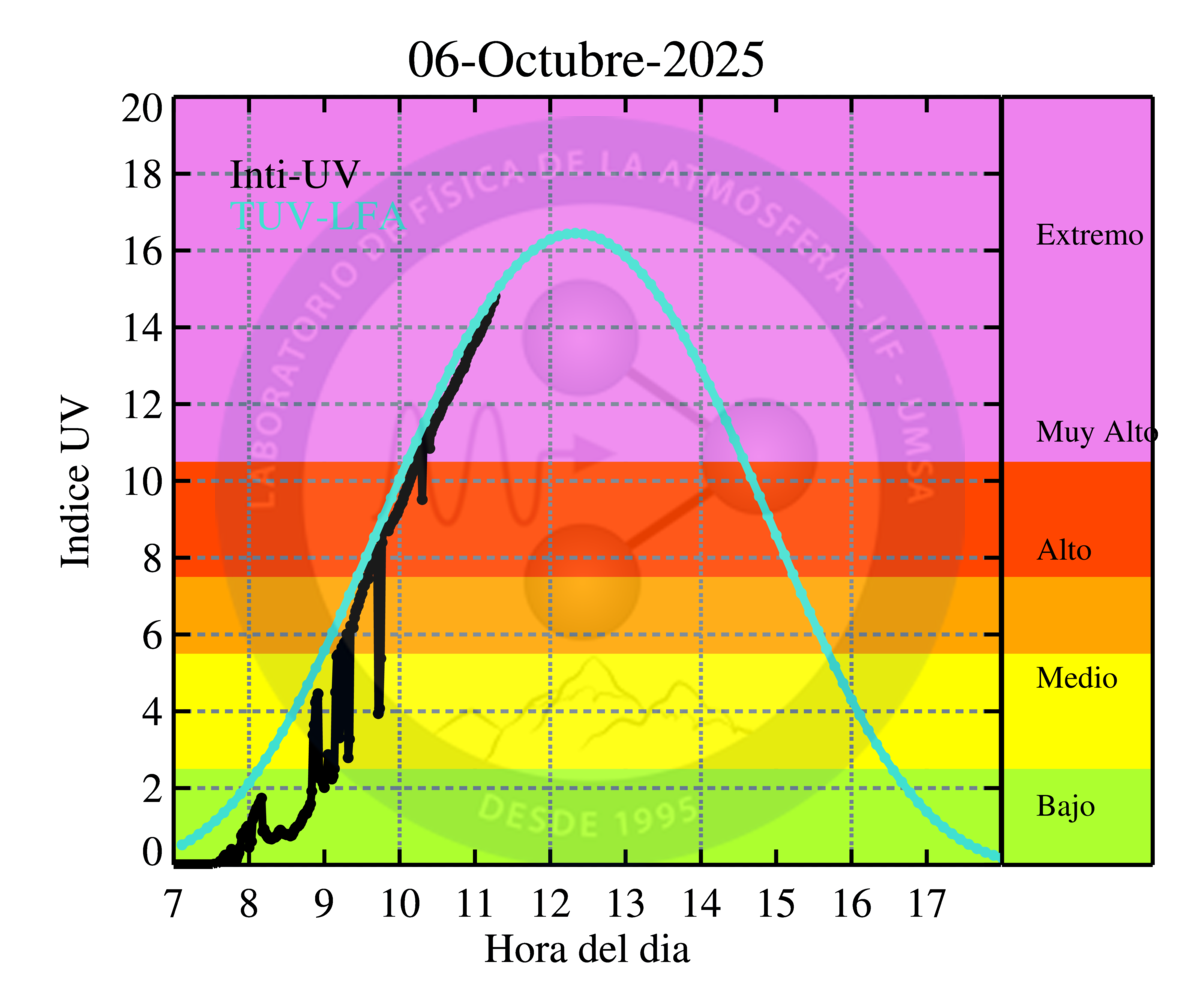 06-Octubre-2025
20
18
16
14
12
10
8
6
4
2
0
Indice UV
Inti-UV
TUV-LFA
LABORATORIO DE FÍSICA DE LA ATMÓSFERA - IIF - UMSA
DESDE 1995
Extremo
Muy Alto
Alto
Medio
Bajo
7 8 9 10 11 12 13 14 15 16 17
Hora del dia